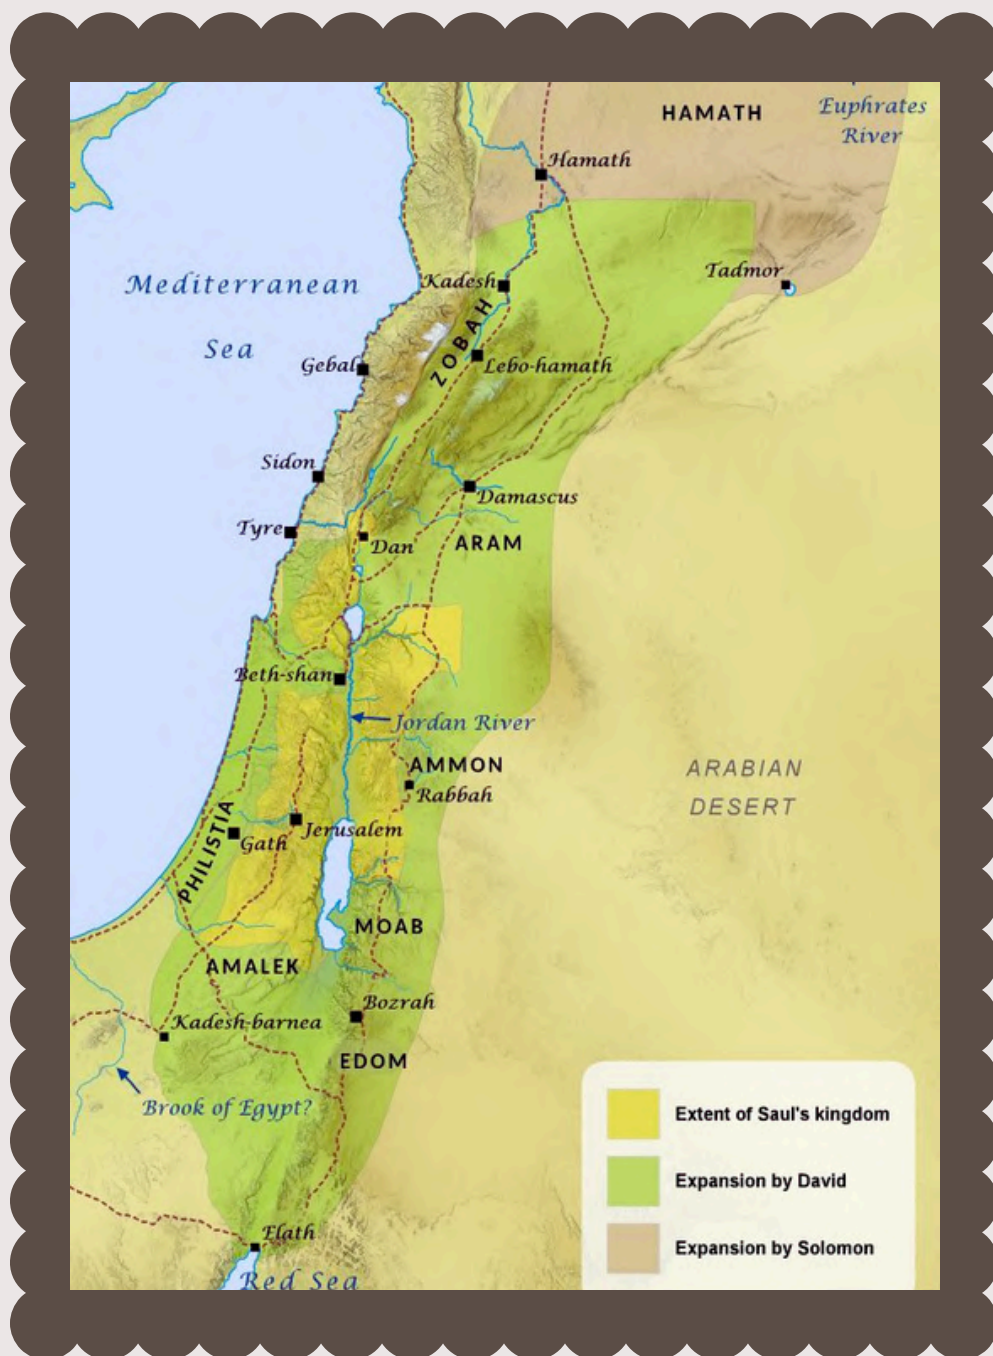 HAMATH
Euphrates
River
Hamath
Tadmor
Mediterranean
Sea
Kadesh
ZOBAH
Lebo-hamath
Gebal
Sidon
Damascus
Tyre
Dan
ARAM
Beth-shan
Jordan River
AMMON
Rabbah
ARABIAN
DESERT
PHILISTIA
Jerusalem
Gath
MOAB
AMALEK
Bozrah
Kadesh-barnea
EDOM
Brook of Egypt?
Elath
Red Sea
Extent of Saul's kingdom
Expansion by David
Expansion by Solomon